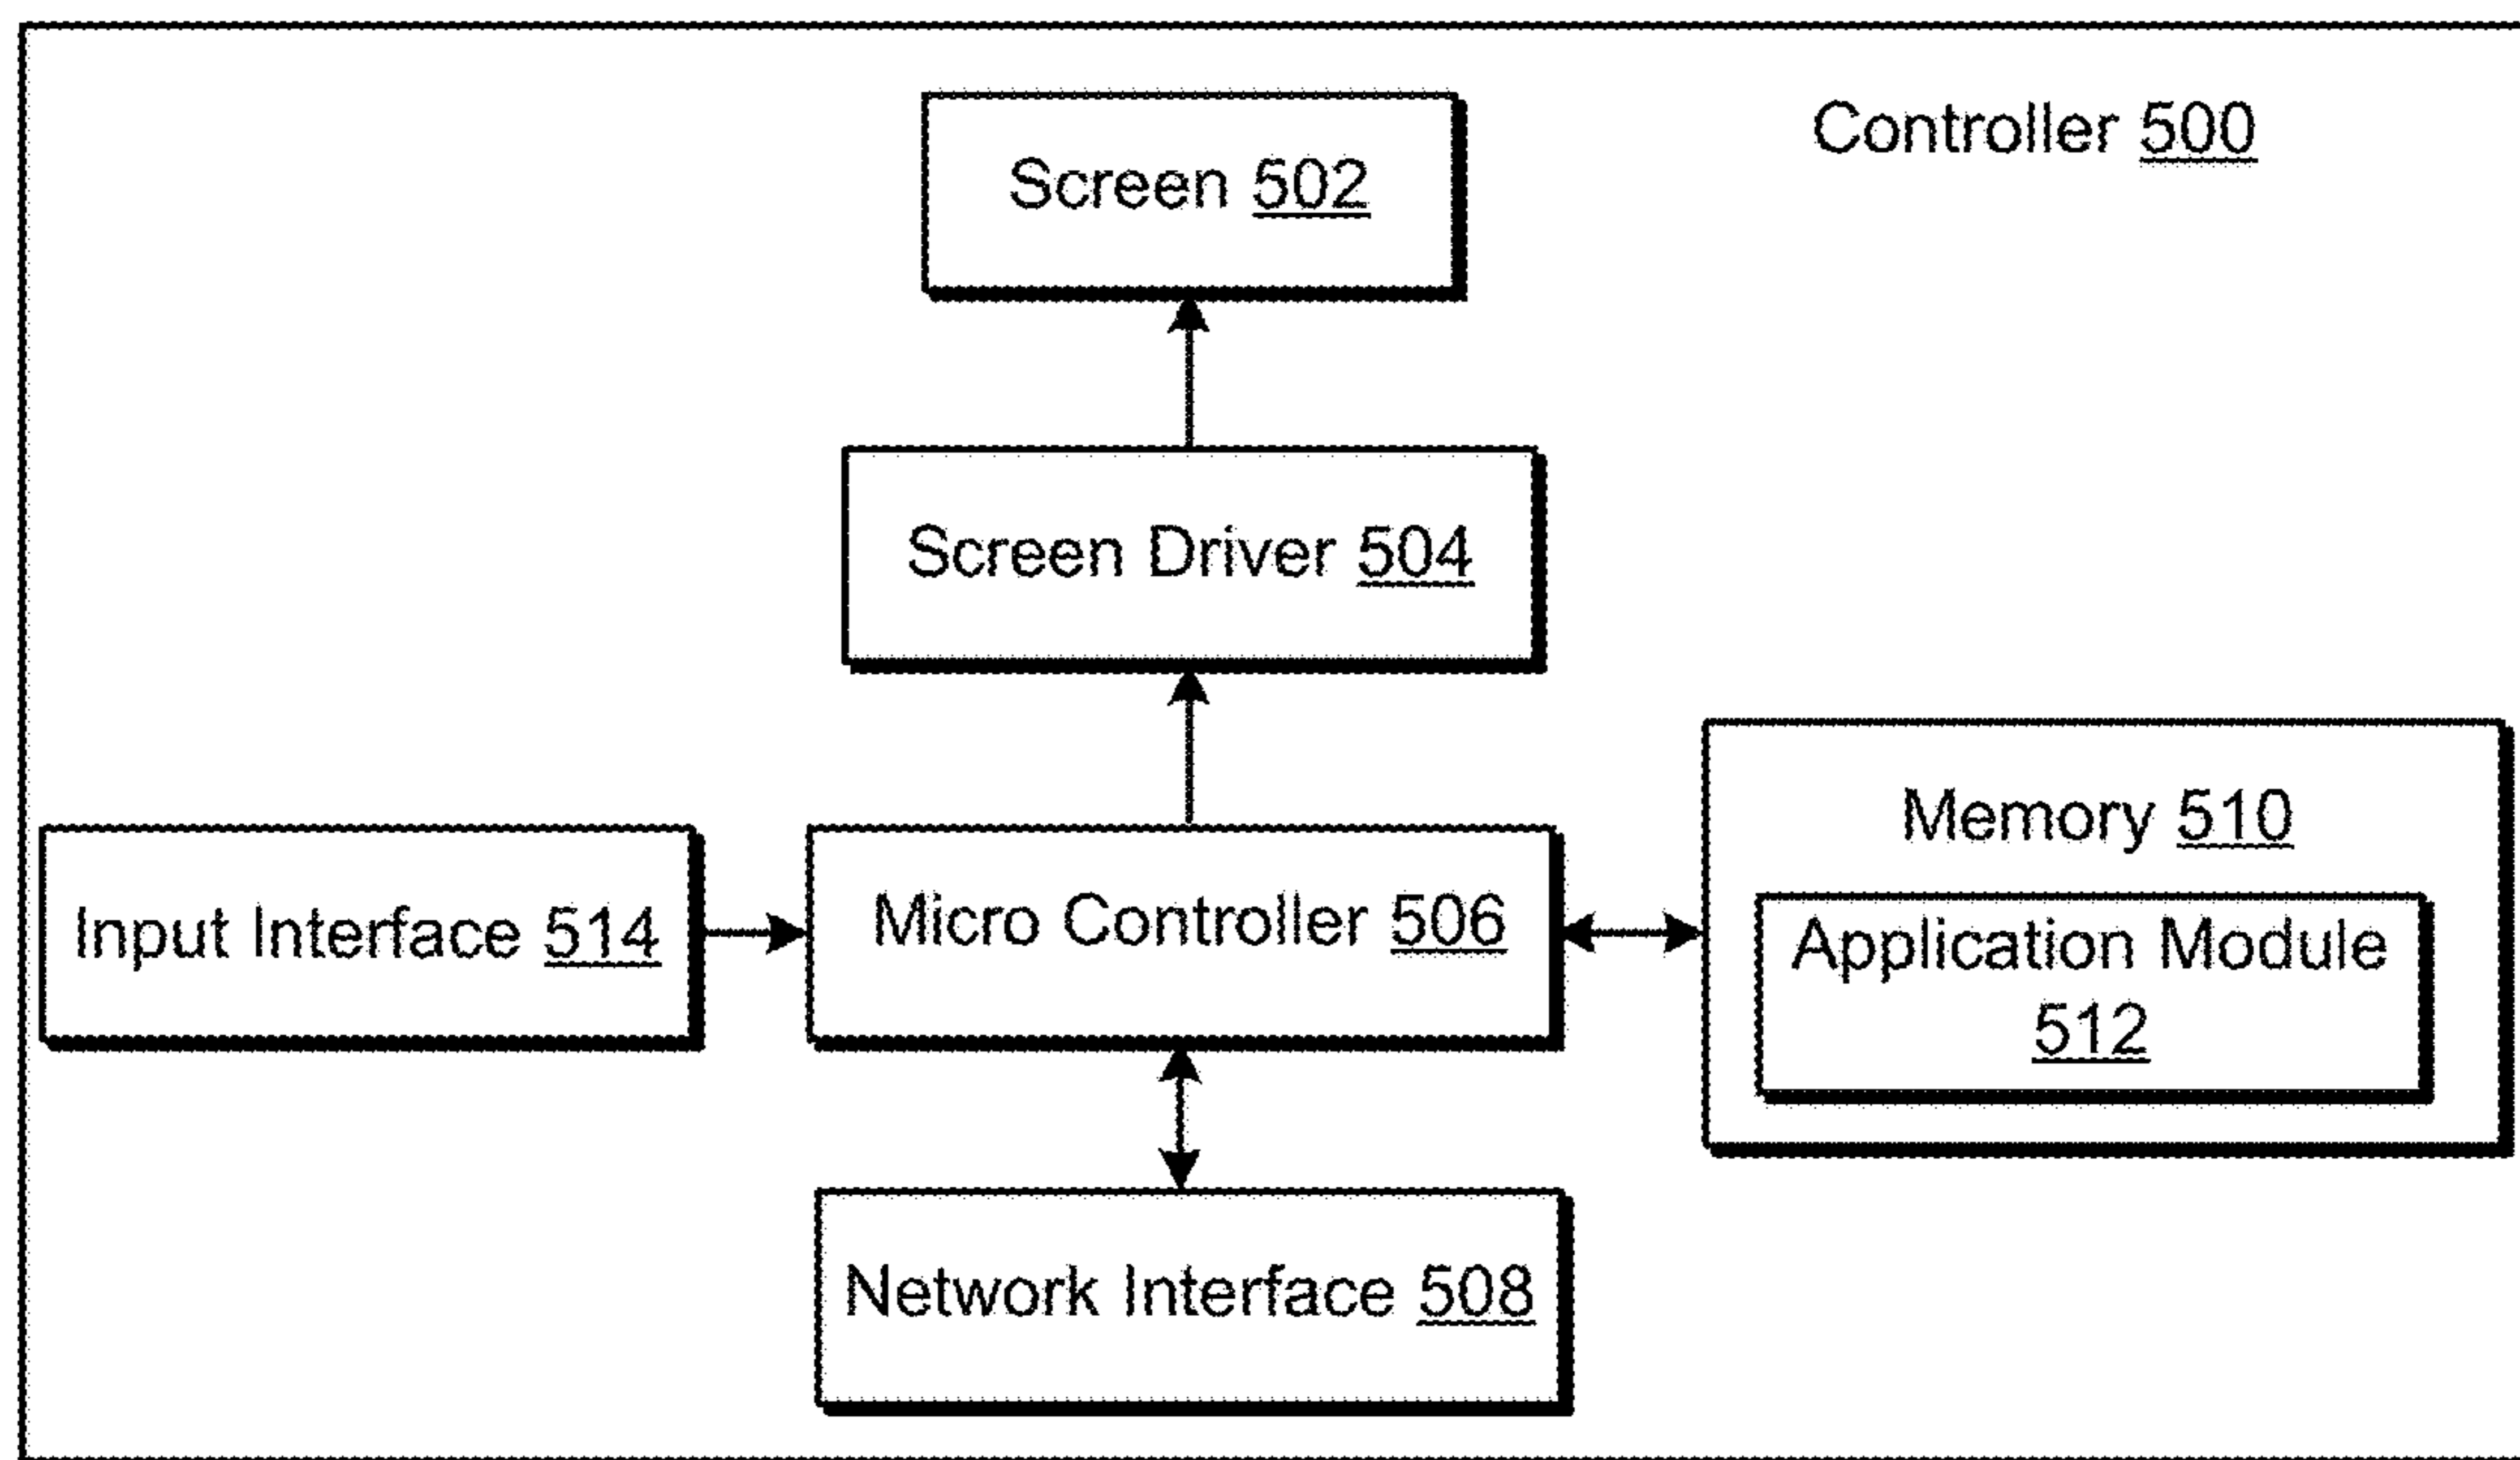 Controller 500
Screen 502
Screen Driver 504
Memory 510
Input Interface 514
Micro Controller 506
Application Module
512
Network Interface 508